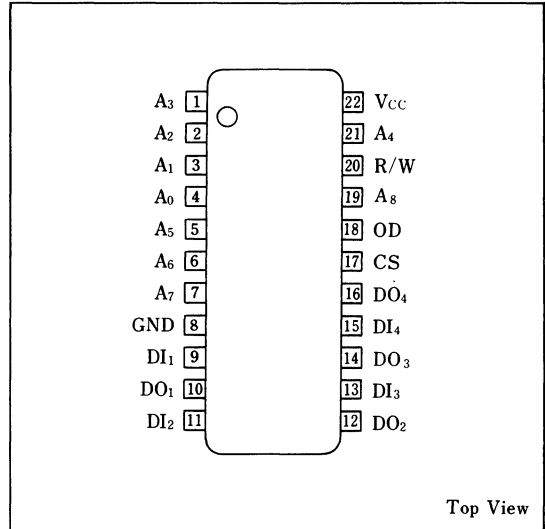 A₃ 1 22 Vcc
A₂ 2 21 A₄
A₁ 3 20 R/W
A₀ 4 19 A₈
A₅ 5 18 OD
A₆ 6 17 CS
A₇ 7 16 DO₄
GND 8 15 DI₄
DI₁ 9 14 DO₃
DO₁ 10 13 DI₃
DI₂ 11 12 DO₂
Top View